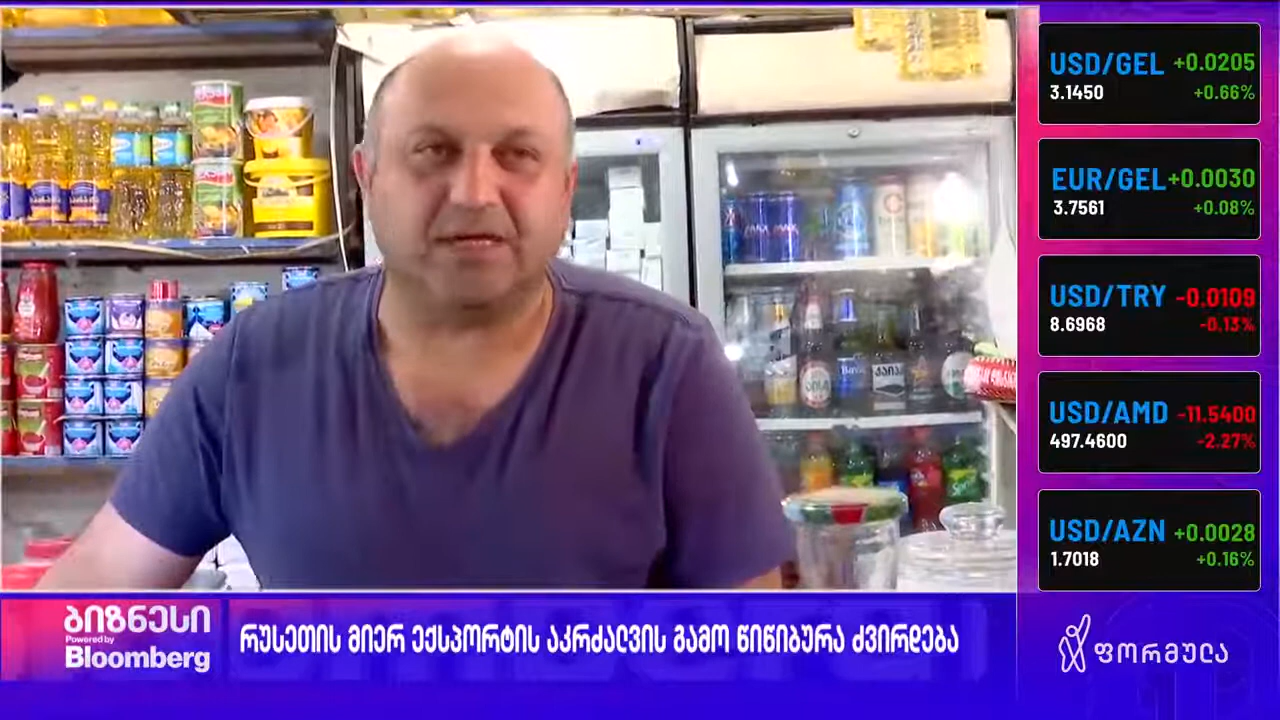 USD/GEL +0.0205
3.1450 +0.66%
EUR/GEL +0.0030
3.7561 +0.08%
USD/TRY -0.0109
8.6968 -0.13%
USD/AMD -11.5400
497.4600 -2.27%
USD/AZN +0.0028
1.7018 +0.16%
ბიზნესი
Powered by
Bloomberg
რუსეთის მიერ ექსპორტის აკრძალვის გამო წიწიბურა ძვირდება
ფორმულა
Sprite